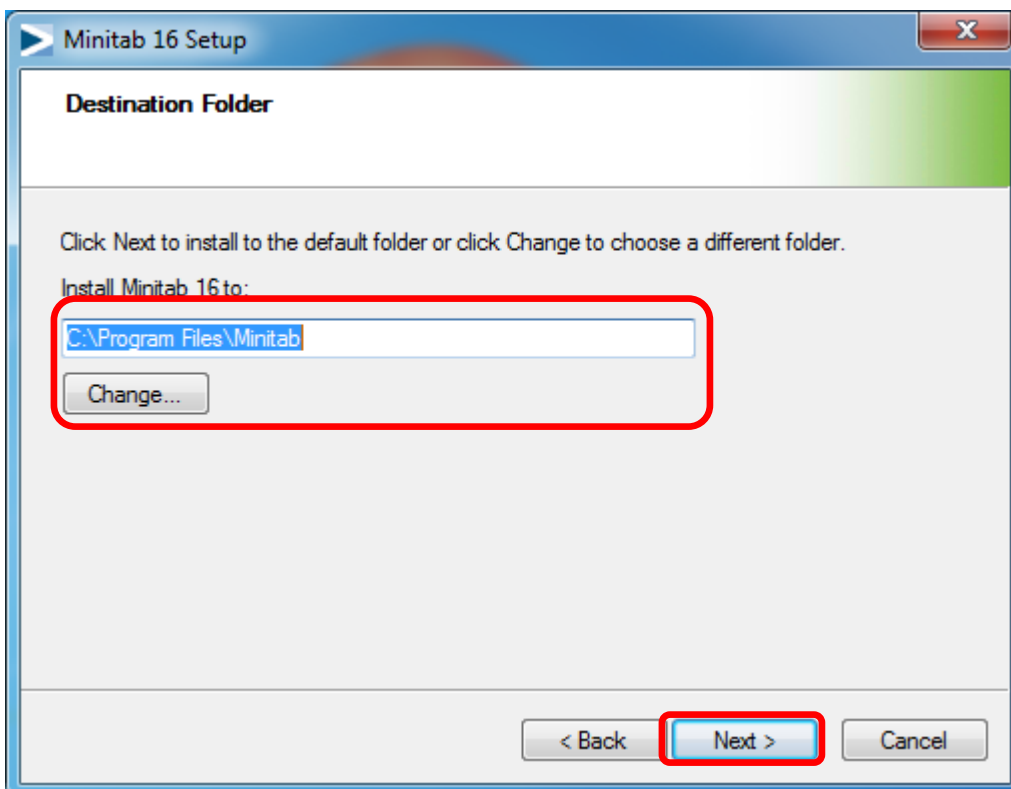 Minitab 16 Setup
x
Destination Folder
Click Next to install to the default folder or click Change to choose a different folder.
Install Minitab 16 to:
C:\Program Files\Minitab
Change...
< Back Next > Cancel